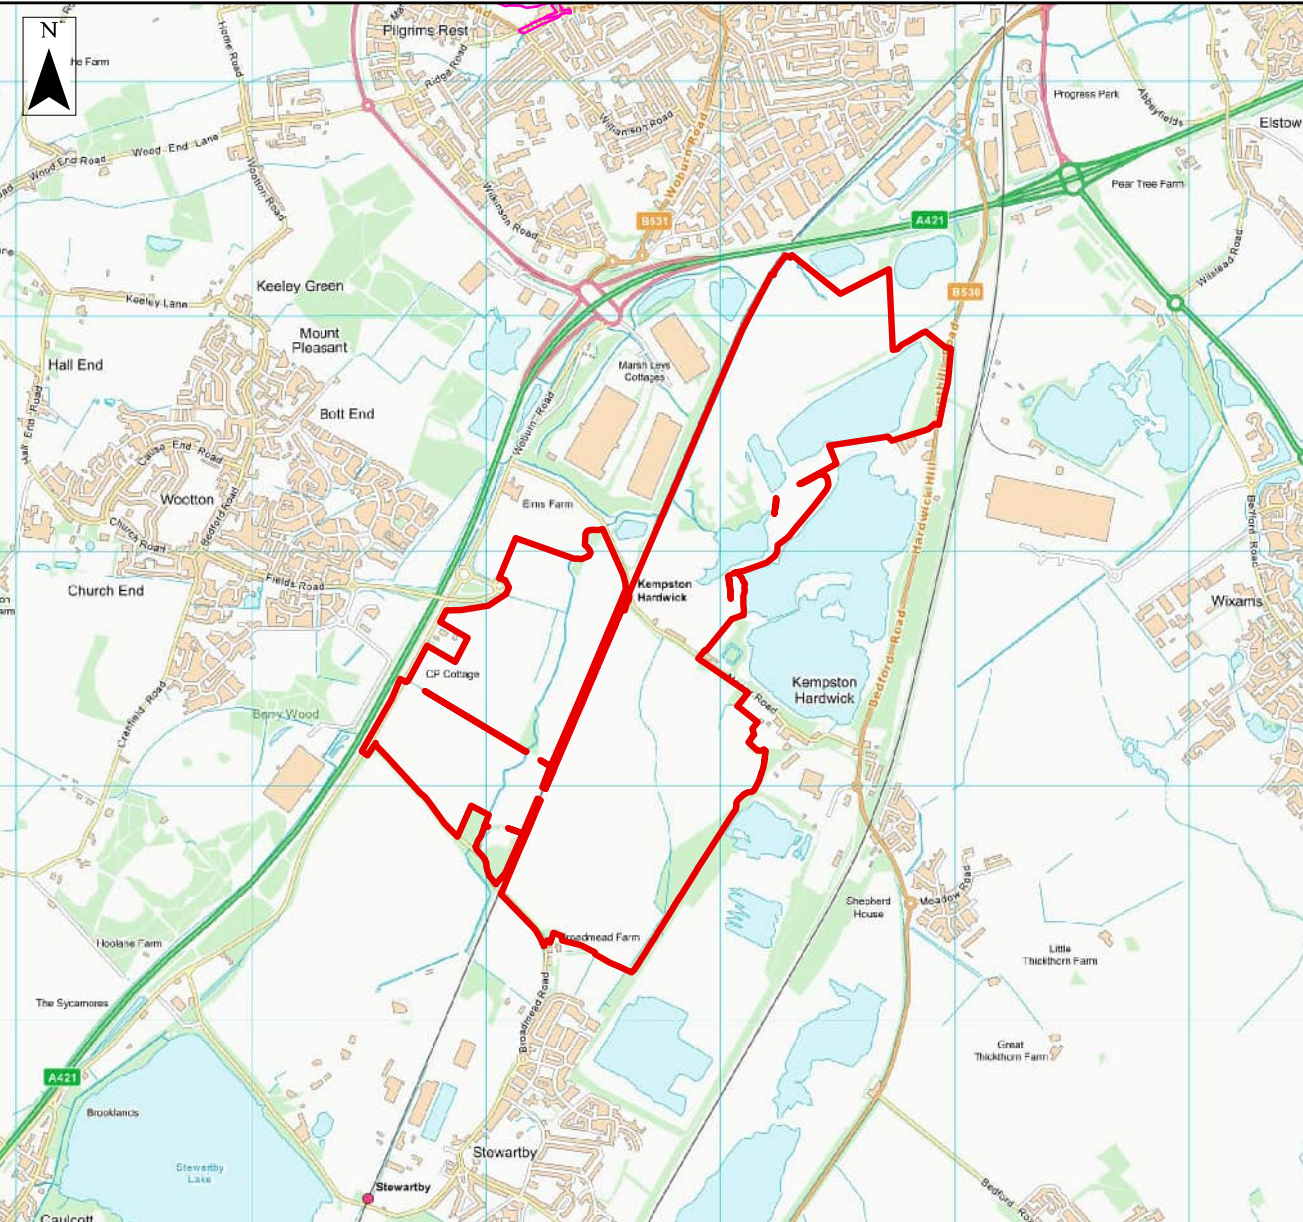 N
Pilgrims Rest
Ridge Road
Home Road
Williamson Road
Woburn Road
Progress Park
Abbeyfields
Elstow
Wood End Road
Wood End Lane
Wootton Road
Wilkinson Road
B531
A421
Pear Tree Farm
Wilstead Road
Keeley Green
Keeley Lane
B530
Mount
Pleasant
Hall End
Marsh Leys
Cottages
Hall End Road
Bott End
Woburn Road
Cause End Road
Wootton
Bedford Road
Elms Farm
Church Road
Hardwick Hill
Bedford Road
Fields Road
Church End
Kempston
Hardwick
Wixams
CP Cottage
Kempston
Hardwick
Road
Bedford Road
Cranfield Road
Berry Wood
Shepherd
House
Meadow Road
Broadmead Farm
Hoolane Farm
Little
Thickthorn Farm
The Sycamores
Broadmead Road
Great
Thickthorn Farm
A421
Brooklands
Stewartby
Stewartby
Lake
Stewartby
Bedford Road
Caulcott